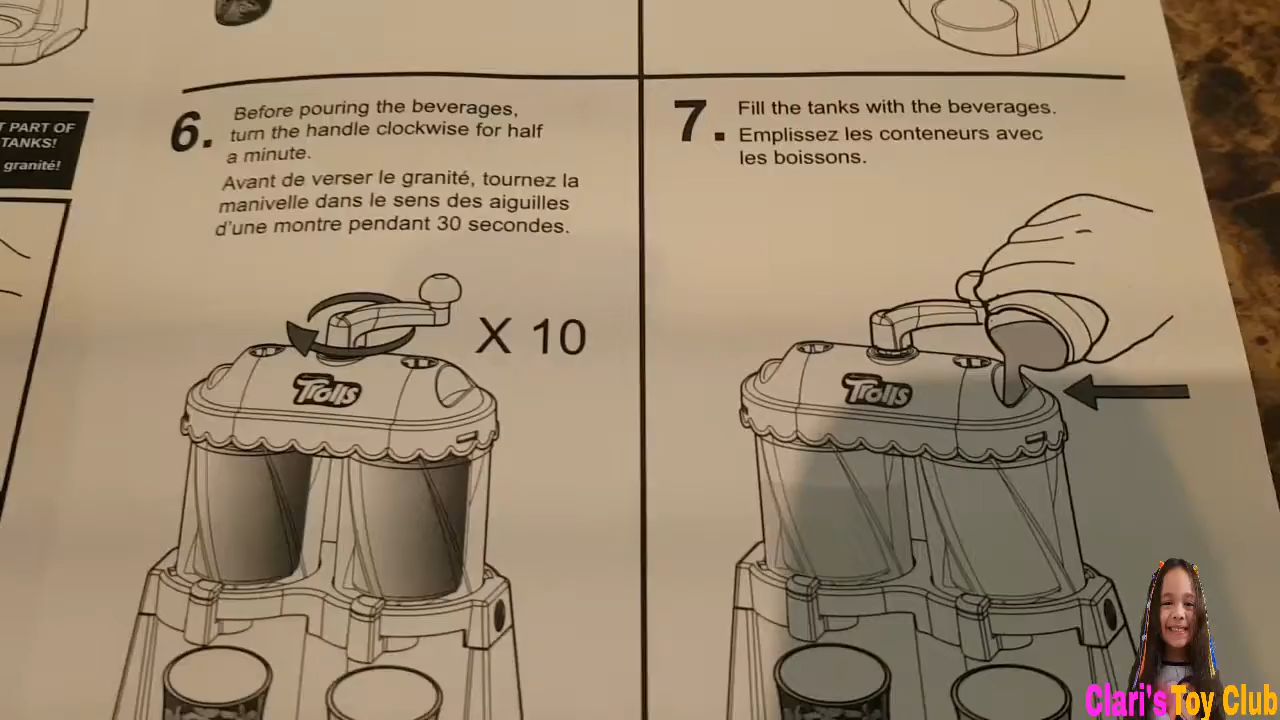 T PART OF
TANKS!
granité!
6.
Before pouring the beverages,
turn the handle clockwise for half
a minute.
Avant de verser le granité, tournez la
manivelle dans le sens des aiguilles
d'une montre pendant 30 secondes.
X 10
Trolls
7.
Fill the tanks with the beverages.
Emplissez les conteneurs avec
les boissons.
Trolls
Clari's Toy Club